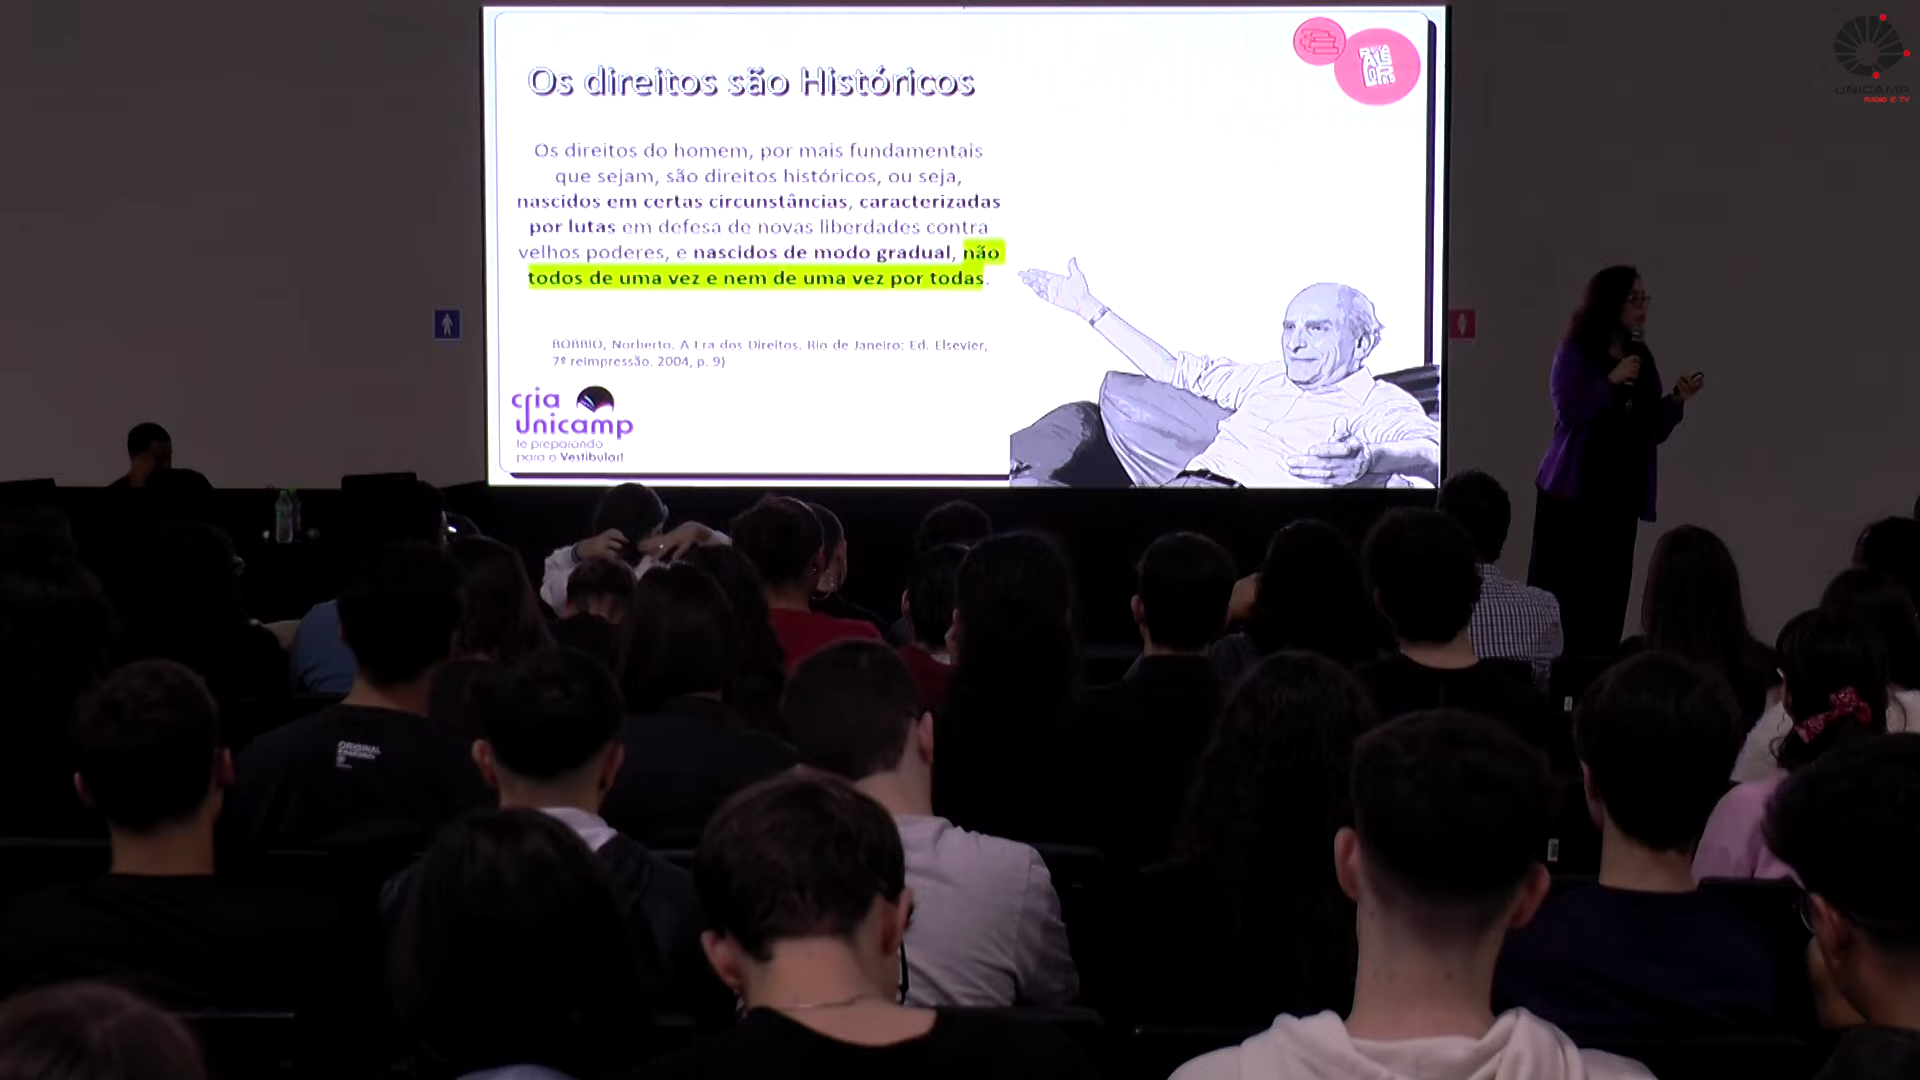 Os direitos são Históricos
Os direitos do homem, por mais fundamentais
que sejam, são direitos históricos, ou seja,
nascidos em certas circunstâncias, caracterizadas
por lutas em defesa de novas liberdades contra
velhos poderes, e nascidos de modo gradual, não
todos de uma vez e nem de uma vez por todas.
BOBBIO, Norberto. A Era dos Direitos. Rio de Janeiro: Ed. Elsevier,
7ª reimpressão. 2004, p. 9)
cria
Unicamp
te preparando
para o Vestibular!
UNICAMP
RÁDIO E TV
ORIGINAL